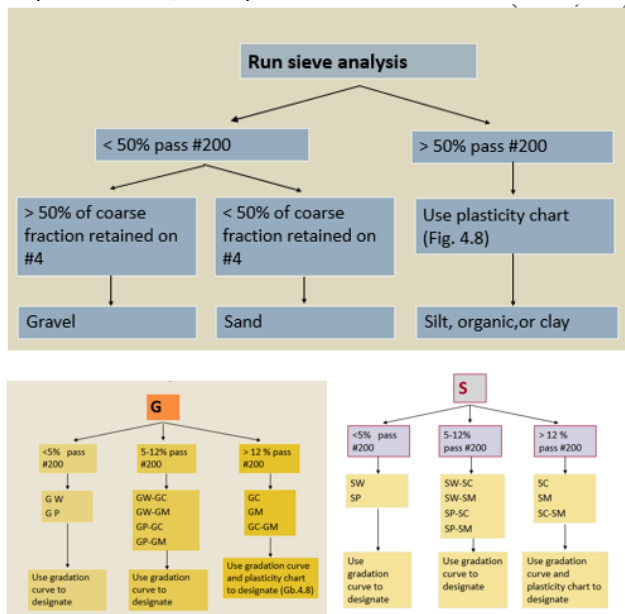 Run sieve analysis
< 50% pass #200
> 50% pass #200
> 50% of coarse
fraction retained on
#4
< 50% of coarse
fraction retained on
#4
Use plasticity chart
(Fig. 4.8)
Gravel
Sand
Silt, organic,or clay
G
<5% pass
#200
5-12% pass
#200
> 12 % pass
#200
G W
G P
GW-GC
GW-GM
GP-GC
GP-GM
GC
GM
GC-GM
Use gradation
curve to
designate
Use gradation
curve to
designate
Use gradation curve
and plasticity chart
to designate (Gb.4.8)
S
<5% pass
#200
5-12%
pass #200
> 12 %
pass #200
SW
SP
SW-SC
SW-SM
SP-SC
SP-SM
SC
SM
SC-SM
Use
gradation
curve to
designate
Use
gradation
curve to
designate
Use gradation
curve and
plasticity chart to
designate